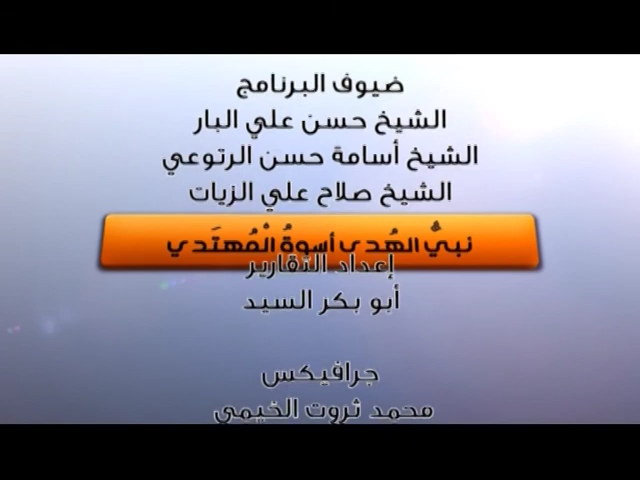 ضيوف البرنامج
الشيخ حسن علي البار
الشيخ أسامة حسن الرتوعي
الشيخ صلاح علي الزيات
نبيُّ الهُدى أسوةُ الْمُهتَدي
إعداد التقارير
أبو بكر السيد
جرافيكس
محمد ثروت الخيمي